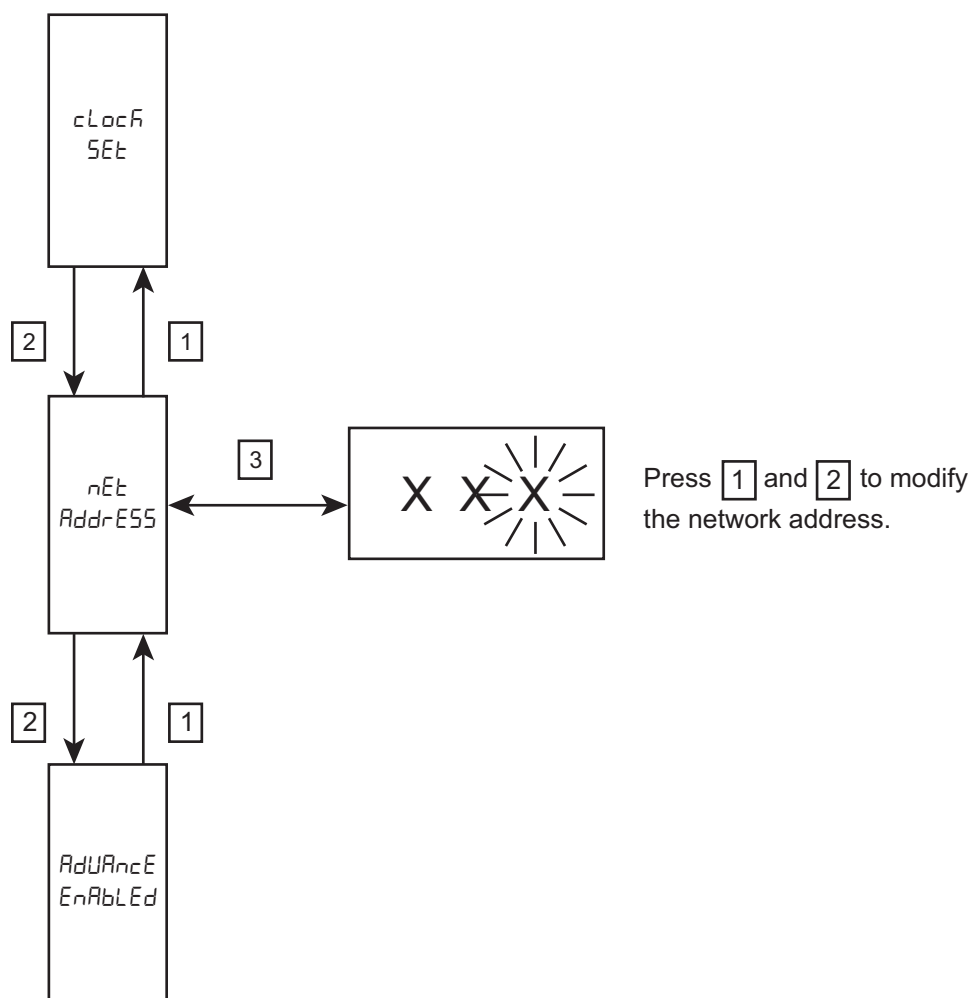 cLocK
SEt
2
1
nEt
AddrESS
3
X X X
Press 1 and 2 to modify
the network address.
2
1
AdVAncE
EnAbLEd